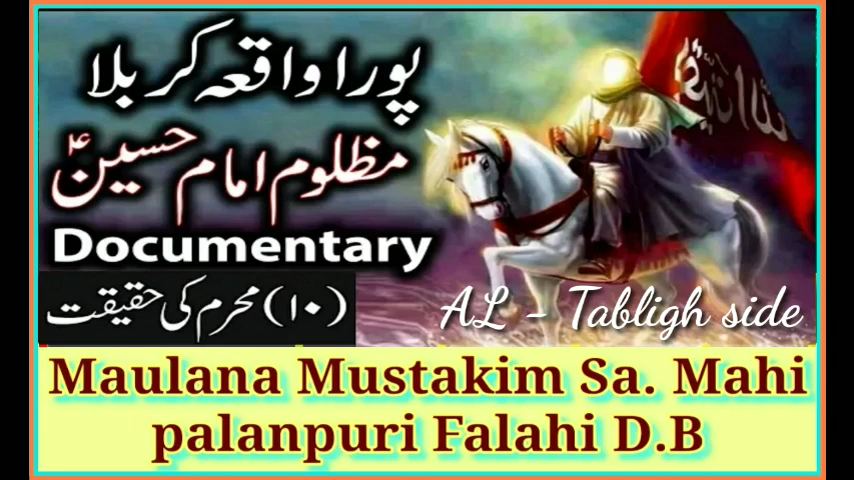 پورا واقعہ کربلا
مظلوم امام حسینؑ
Documentary
(۱۰) محرم کی حقیقت
AL - Tabligh side
Maulana Mustakim Sa. Mahi
palanpuri Falahi D.B